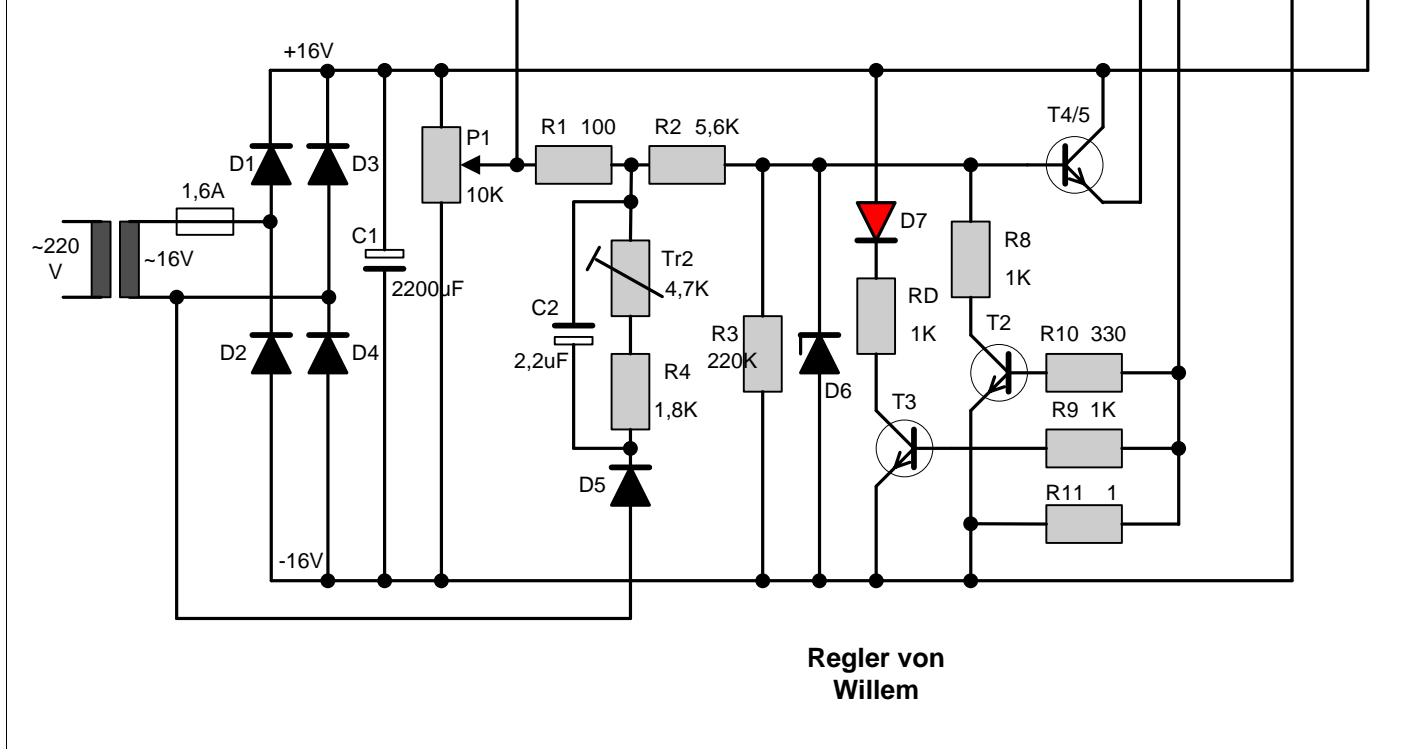 +16V
T4/5
R1 100
R2 5,6K
P1
D1
D3
1,6A
10K
D7
~220
V
~16V
C1
R8
Tr2
1K
2200uF
4,7K
RD
C2
1K
T2
R3
R10 330
2,2uF
220K
D2
D4
R4
D6
1,8K
T3
R9 1K
D5
R11 1
-16V
Regler von
Willem